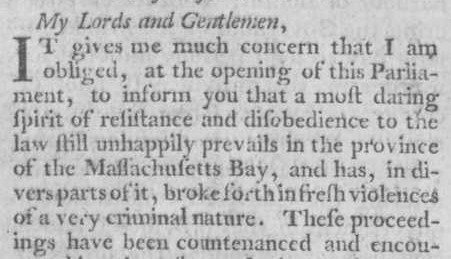 My Lords and Gentlemen,
IT gives me much concern that I am
obliged, at the opening of this Parlia-
ment, to inform you that a moſt daring
ſpirit of reſiſtance and diſobedience to the
law ſtill unhappily prevails in the province
of the Maſſachuſetts Bay, and has, in di-
vers parts of it, broke forth in freſh violences
of a very criminal nature. Theſe proceed-
ings have been countenanced and encou-